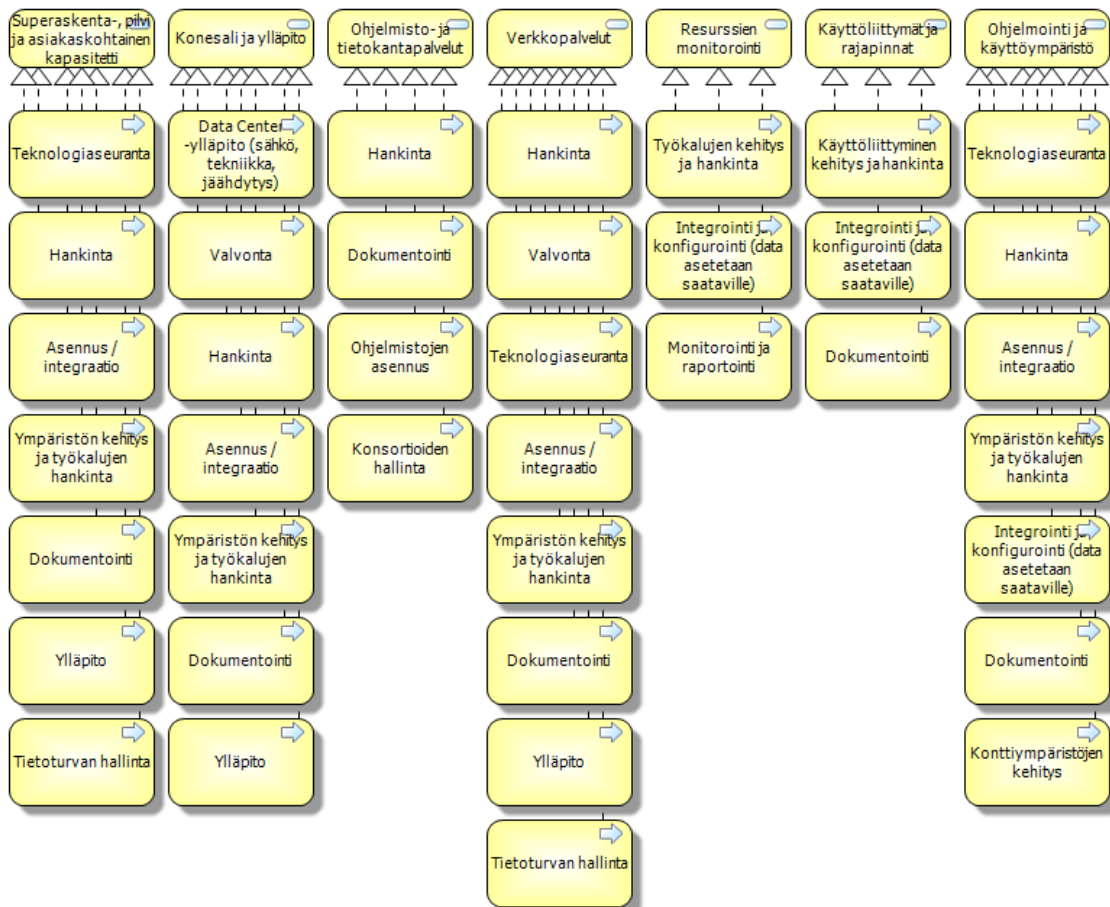 Superaskenta-, pilvi
ja asiakaskohtainen
kapasitetti
Konesali ja ylläpito
Ohjelmisto- ja
tietokantapalvelut
Verkkopalvelut
Resurssien
monitorointi
Käyttöliittymät ja
rajapinnat
Ohjelmointi ja
käyttöympäristö
Teknologiaseuranta
Data Center
-ylläpito (sähkö,
tekniikka,
jäähdytys)
Hankinta
Hankinta
Työkalujen kehitys
ja hankinta
Käyttöliittyminen
kehitys ja hankinta
Teknologiaseuranta
Hankinta
Valvonta
Dokumentointi
Valvonta
Integrointi ja
konfigurointi (data
asetetaan
saataville)
Integrointi ja
konfigurointi (data
asetetaan
saataville)
Hankinta
Asennus /
integraatio
Hankinta
Ohjelmistojen
asennus
Teknologiaseuranta
Monitorointi ja
raportointi
Dokumentointi
Asennus /
integraatio
Ympäristön kehitys
ja työkalujen
hankinta
Asennus /
integraatio
Konsortioiden
hallinta
Asennus /
integraatio
Ympäristön kehitys
ja työkalujen
hankinta
Dokumentointi
Ympäristön kehitys
ja työkalujen
hankinta
Ympäristön kehitys
ja työkalujen
hankinta
Integrointi ja
konfigurointi (data
asetetaan
saataville)
Ylläpito
Dokumentointi
Dokumentointi
Dokumentointi
Tietoturvan hallinta
Ylläpito
Ylläpito
Konttiympäristöjen
kehitys
Tietoturvan hallinta